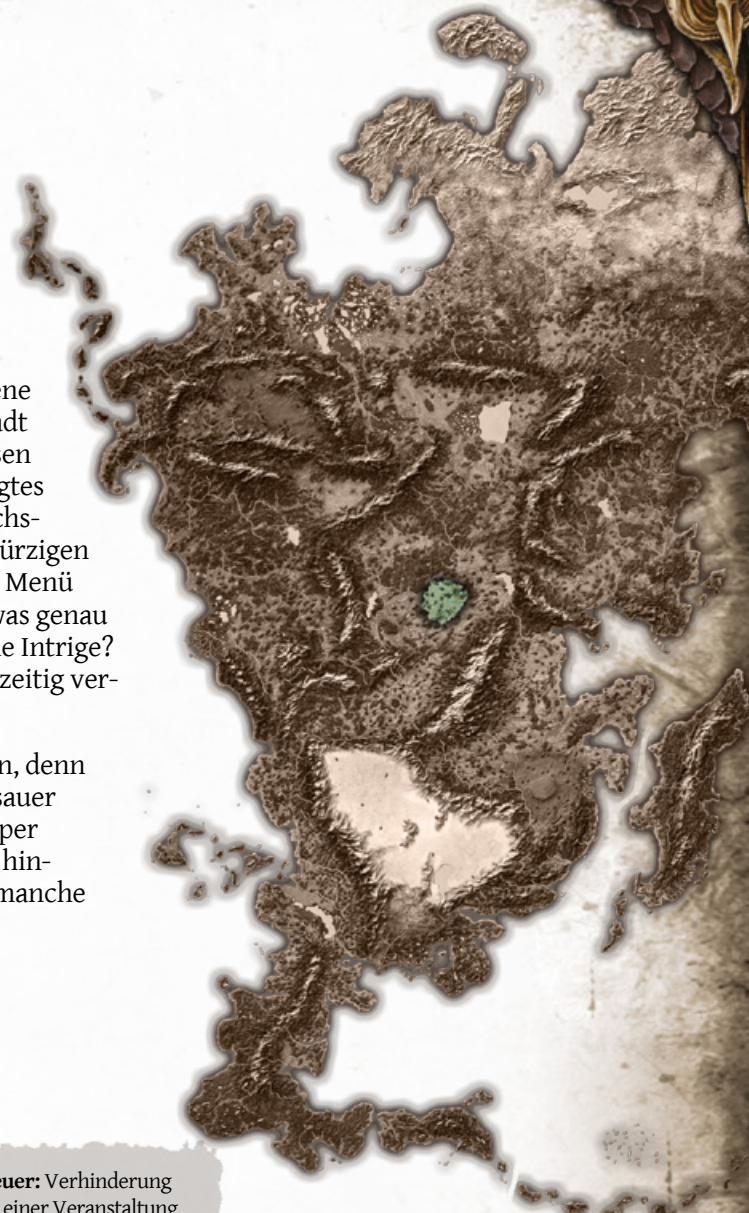 ene
adt
sen
gtes
chs-
ürzigen
Menü
was genau
e Intrige?
zeitig ver-
n, denn
sauer
per
hin-
manche
euer: Verhinderung
einer Veranstaltung